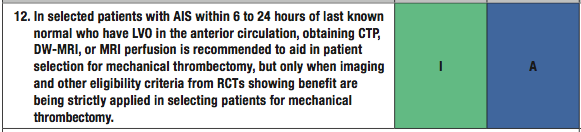 12. In selected patients with AIS within 6 to 24 hours of last known
normal who have LVO in the anterior circulation, obtaining CTP,
DW-MRI, or MRI perfusion is recommended to aid in patient
selection for mechanical thrombectomy, but only when imaging
and other eligibility criteria from RCTs showing benefit are
being strictly applied in selecting patients for mechanical
thrombectomy.
I
A